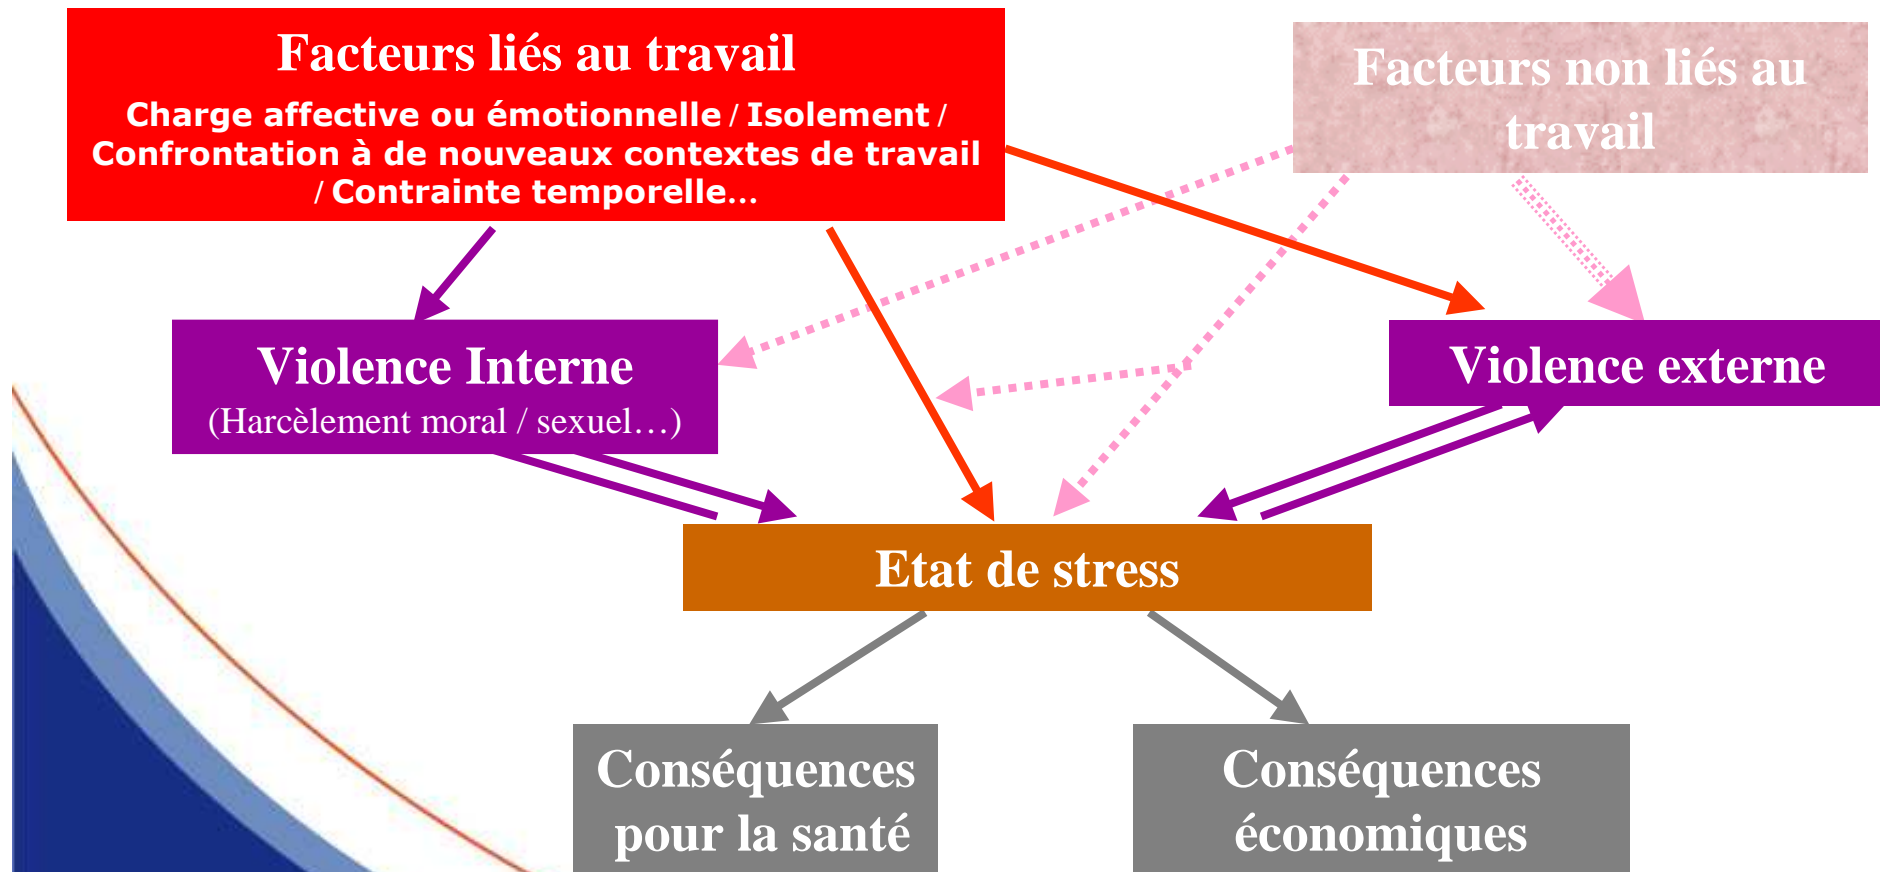 Facteurs liés au travail
Charge affective ou émotionnelle / Isolement /
Confrontation à de nouveaux contextes de travail
/ Contrainte temporelle...
Facteurs non liés au
travail
Violence Interne
(Harcèlement moral / sexuel…)
Violence externe
Etat de stress
Conséquences
pour la santé
Conséquences
économiques